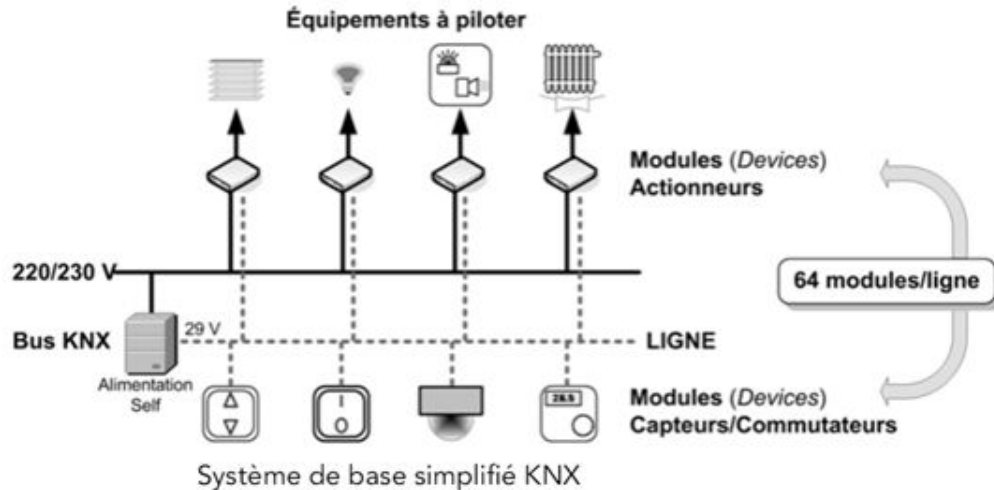 Équipements à piloter
Modules (Devices)
Actionneurs
220/230 V
64 modules/ligne
Bus KNX
29 V
LIGNE
Alimentation
Self
I
O
26.5
Modules (Devices)
Capteurs/Commutateurs
Système de base simplifié KNX